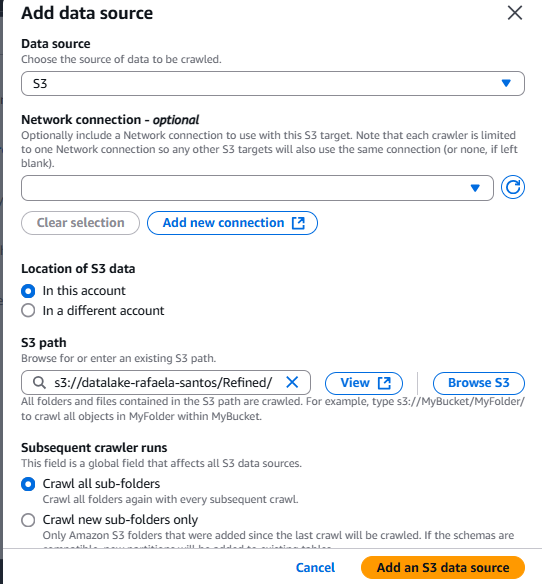 Add data source
Data source
Choose the source of data to be crawled.
S3
Network connection - optional
Optionally include a Network connection to use with this S3 target. Note that each crawler is limited
to one Network connection so any other S3 targets will also use the same connection (or none, if left
blank).
Clear selection
Add new connection
Location of S3 data
In this account
In a different account
S3 path
Browse for or enter an existing S3 path.
s3://datalake-rafaela-santos/Refined/
View
Browse S3
All folders and files contained in the S3 path are crawled. For example, type s3://MyBucket/MyFolder/
to crawl all objects in MyFolder within MyBucket.
Subsequent crawler runs
This field is a global field that affects all S3 data sources.
Crawl all sub-folders
Crawl all folders again with every subsequent crawl.
Crawl new sub-folders only
Only Amazon S3 folders that were added since the last crawl will be crawled. If the schemas are
Cancel
Add an S3 data source